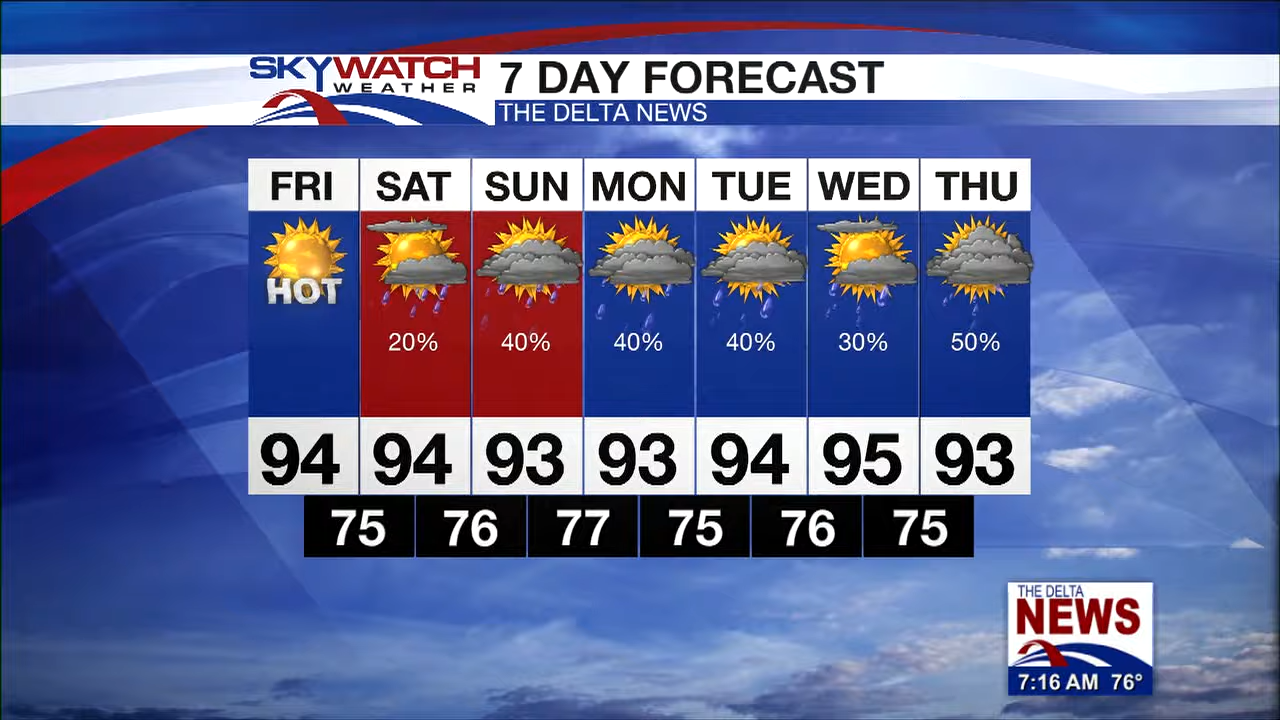 SKYWATCH
WEATHER
7 DAY FORECAST
THE DELTA NEWS
FRI SAT SUN MON TUE WED THU
HOT
20% 40% 40% 40% 30% 50%
94 94 93 93 94 95 93
75 76 77 75 76 75
THE DELTA
NEWS
7:16 AM 76°